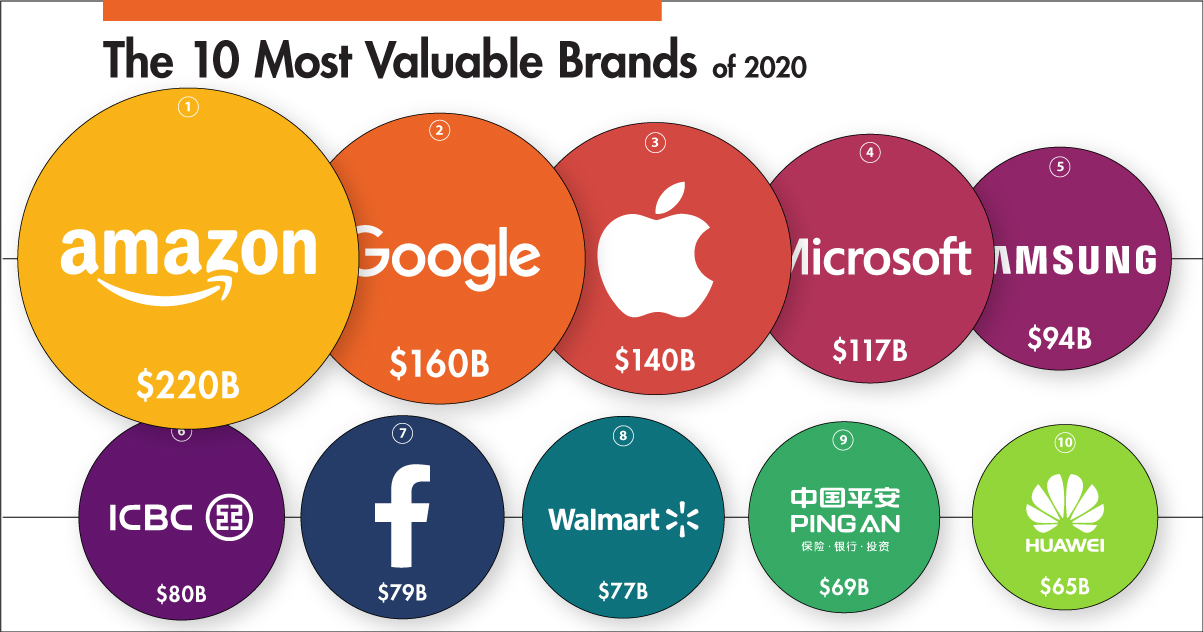 The 10 Most Valuable Brands of 2020
1
amazon
$220B
2
Google
$160B
3
$140B
4
Microsoft
$117B
5
AMSUNG
$94B
6
ICBC
$80B
7
f
$79B
8
Walmart
$77B
9
中国平安
PING AN
保险·银行·投资
$69B
10
HUAWEI
$65B